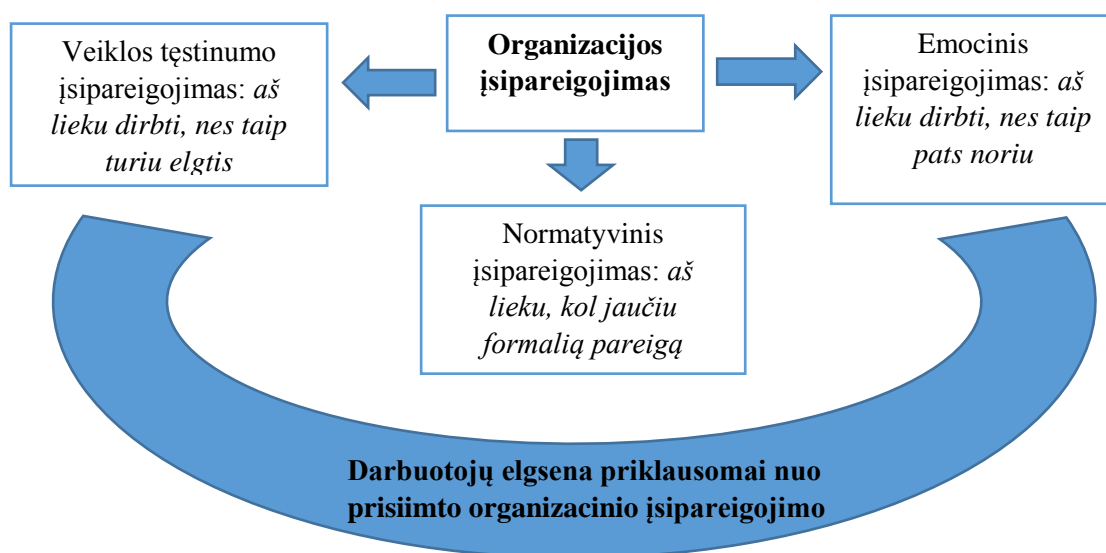 Veiklos tęstinumo
įsipareigojimas: aš
lieku dirbti, nes taip
turiu elgtis
Organizacijos
įsipareigojimas
Emocinis
įsipareigojimas: aš
lieku dirbti, nes taip
pats noriu
Normatyvinis
įsipareigojimas: aš
lieku, kol jaučiu
formalią pareigą
Darbuotojų elgsena priklausomai nuo
prisiimto organizacinio įsipareigojimo